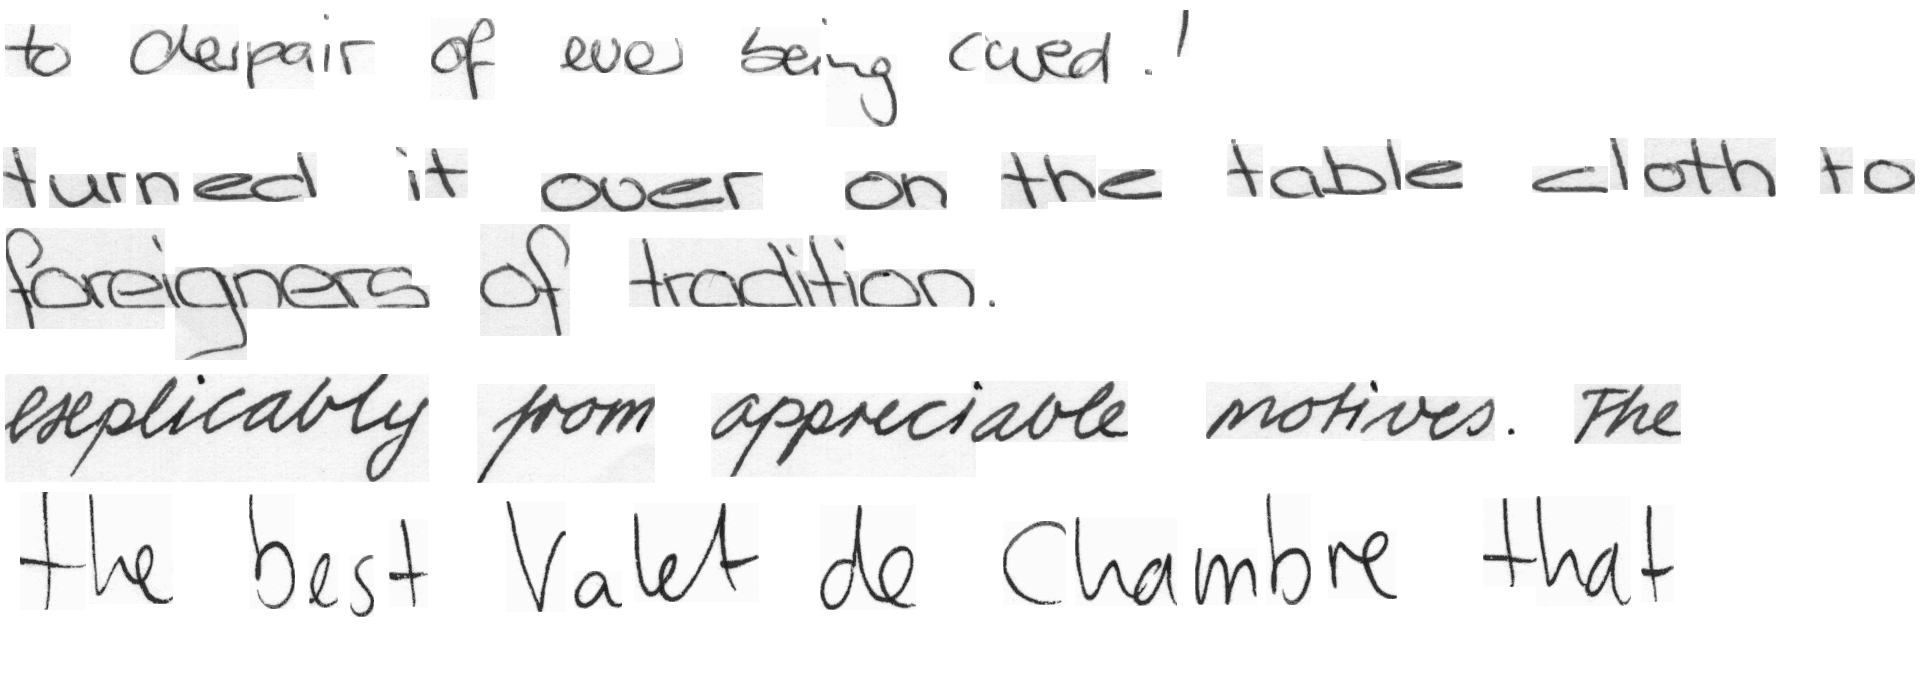 to despair of ever being cured.'
turned it over on the table cloth to
foreigners of tradition.
explicably from appreciable motives. The
the best Valet de Chambre that